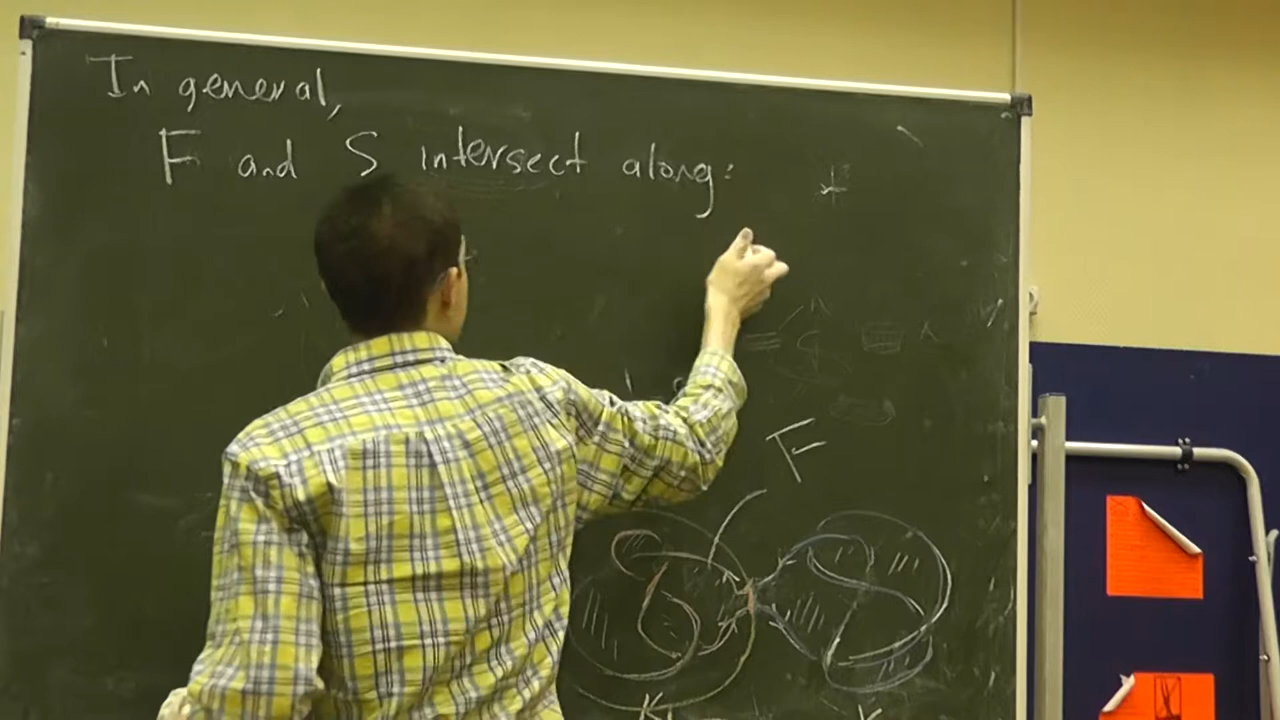 In general,
F and S intersect along:
F
K